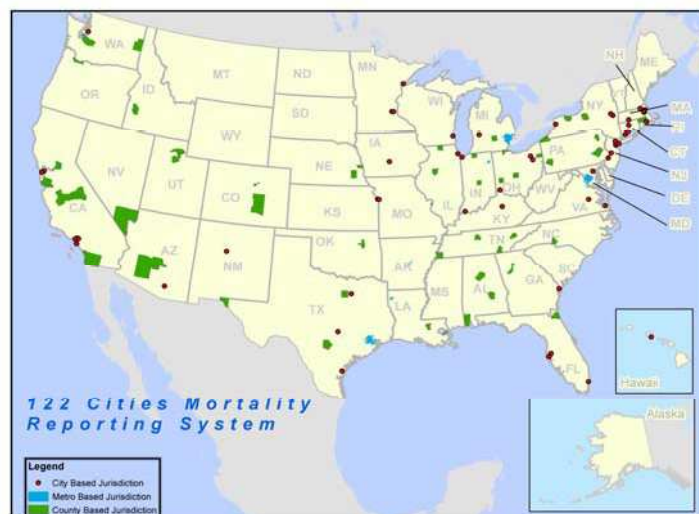 NH
ME
WA
MT
ND
MN
VT
MA
OR
ID
SD
WI
MI
NY
WY
IA
PA
CT
NV
UT
NE
NJ
CO
IL
IN
OH
WV
DE
CA
KS
MO
VA
MD
KY
AZ
NM
OK
TN
NC
AR
SC
TX
LA
MS
AL
GA
FL
Hawaii
Alaska
122 Cities Mortality
Reporting System
Legend
City Based Jurisdiction
Metro Based Jurisdiction
County Based Jurisdiction